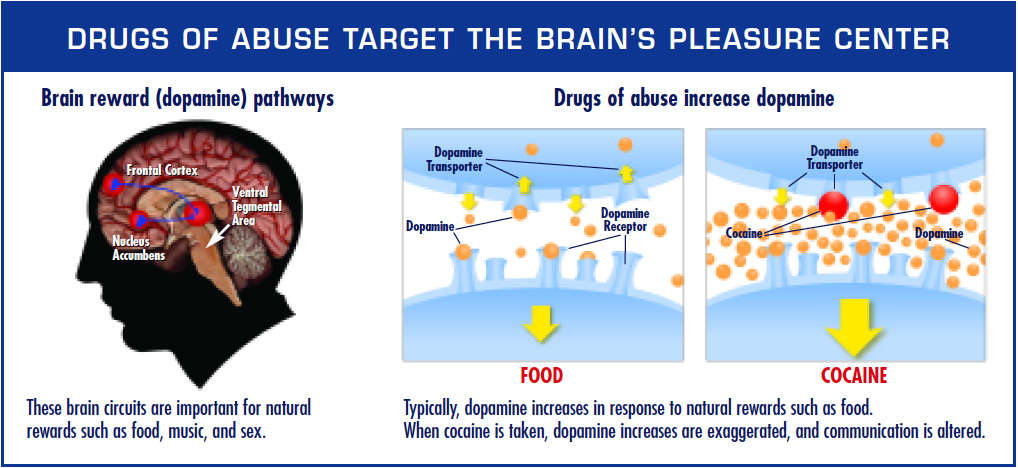 DRUGS OF ABUSE TARGET THE BRAIN'S PLEASURE CENTER
Brain reward (dopamine) pathways
Frontal Cortex
Ventral
Tegmental
Area
Nucleus
Accumbens
These brain circuits are important for natural
rewards such as food, music, and sex.
Drugs of abuse increase dopamine
Dopamine
Transporter
Dopamine
Dopamine
Receptor
FOOD
Dopamine
Transporter
Cocaine
Dopamine
COCAINE
Typically, dopamine increases in response to natural rewards such as food.
When cocaine is taken, dopamine increases are exaggerated, and communication is altered.